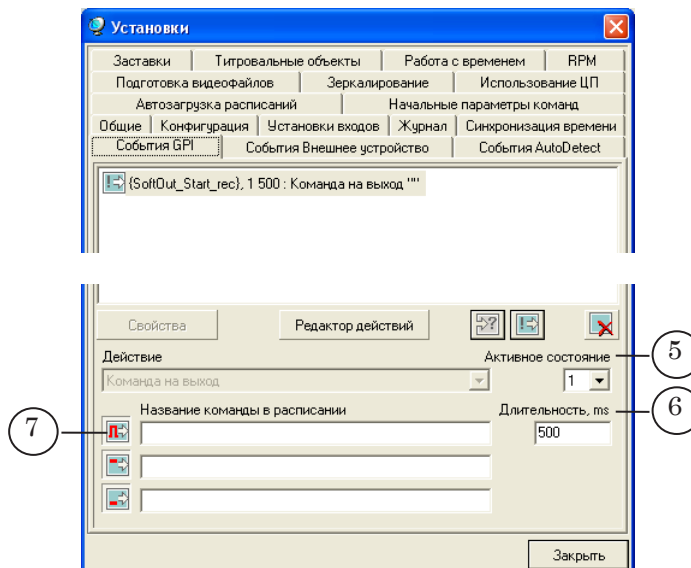 Установки
Заставки Титровальные объекты Работа с временем RPM
Подготовка видеофайлов Зеркалирование Использование ЦП
Автозагрузка расписаний Начальные параметры команд
Общие Конфигурация Установки входов Журнал Синхронизация времени
События GPI События Внешнее устройство События AutoDetect
{SoftOut_Start_rec}, 1 500 : Команда на выход ""
Свойства Редактор действий
Действие Активное состояние 5
Команда на выход 1
Название команды в расписании Длительность, ms 6
7 500
Закрыть